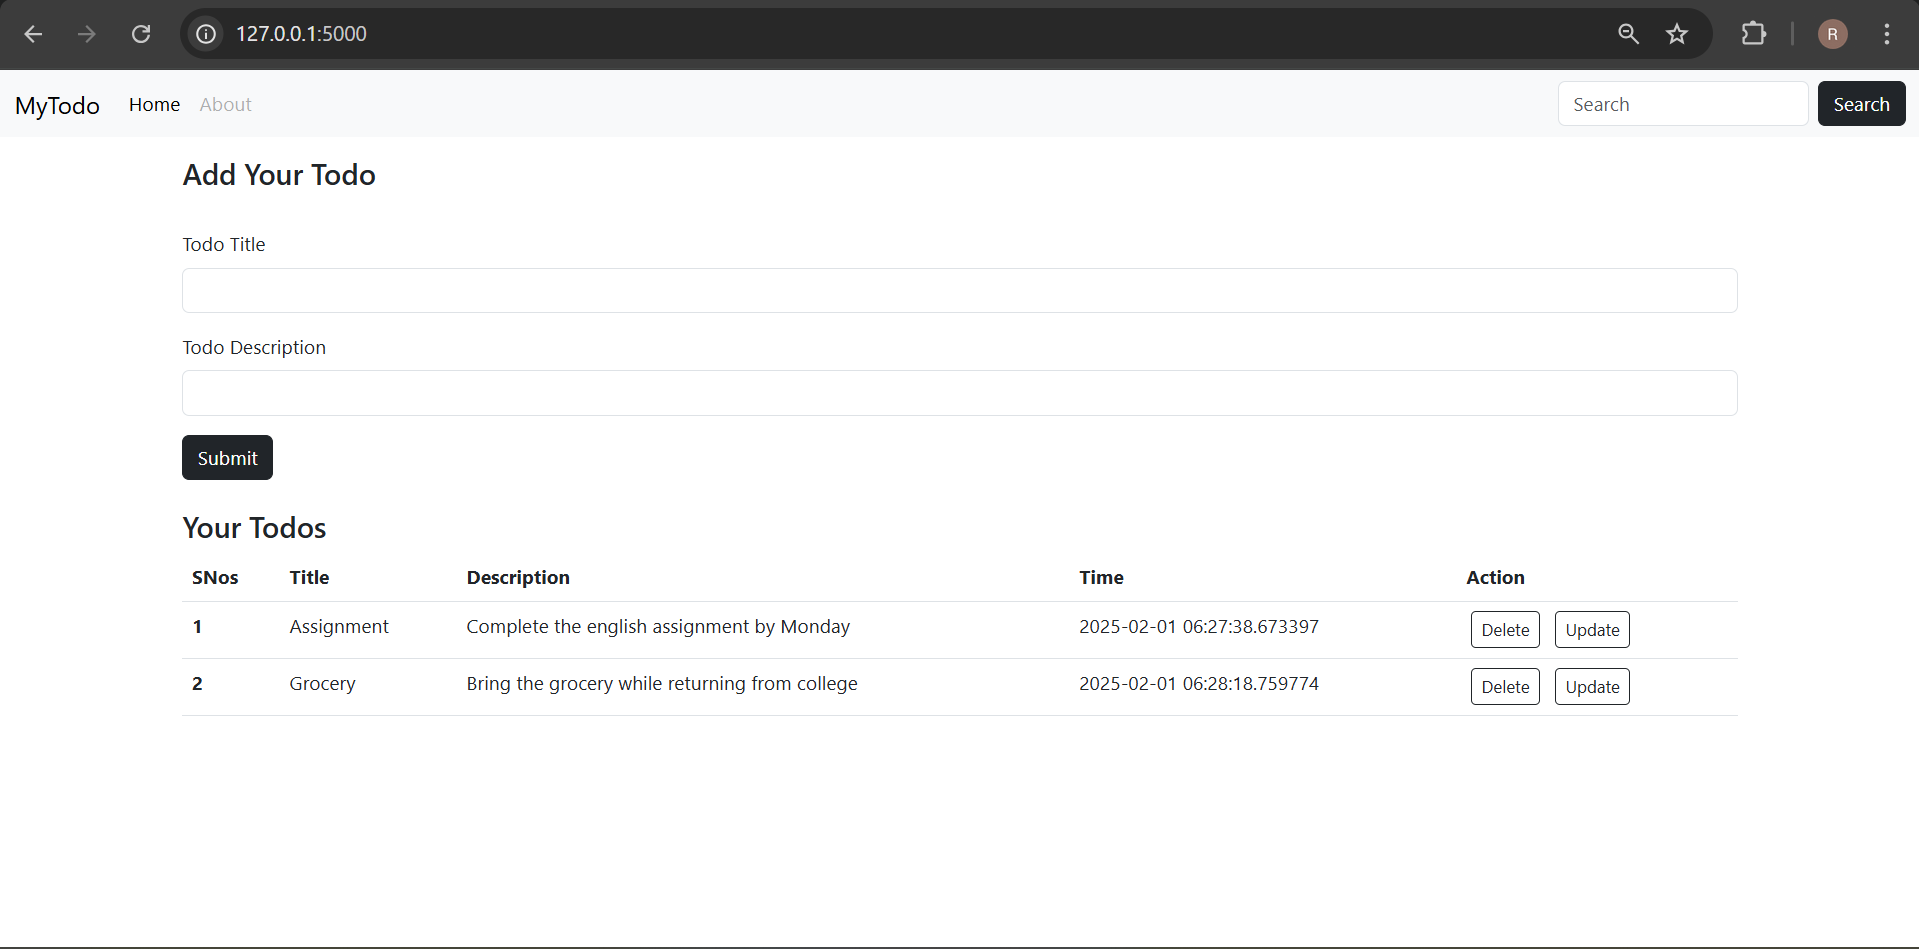 127.0.0.1:5000
R
MyTodo Home About Search Search
Add Your Todo
Todo Title
Todo Description
Submit
Your Todos
SNos Title Description Time Action
1 Assignment Complete the english assignment by Monday 2025-02-01 06:27:38.673397 Delete Update
2 Grocery Bring the grocery while returning from college 2025-02-01 06:28:18.759774 Delete Update